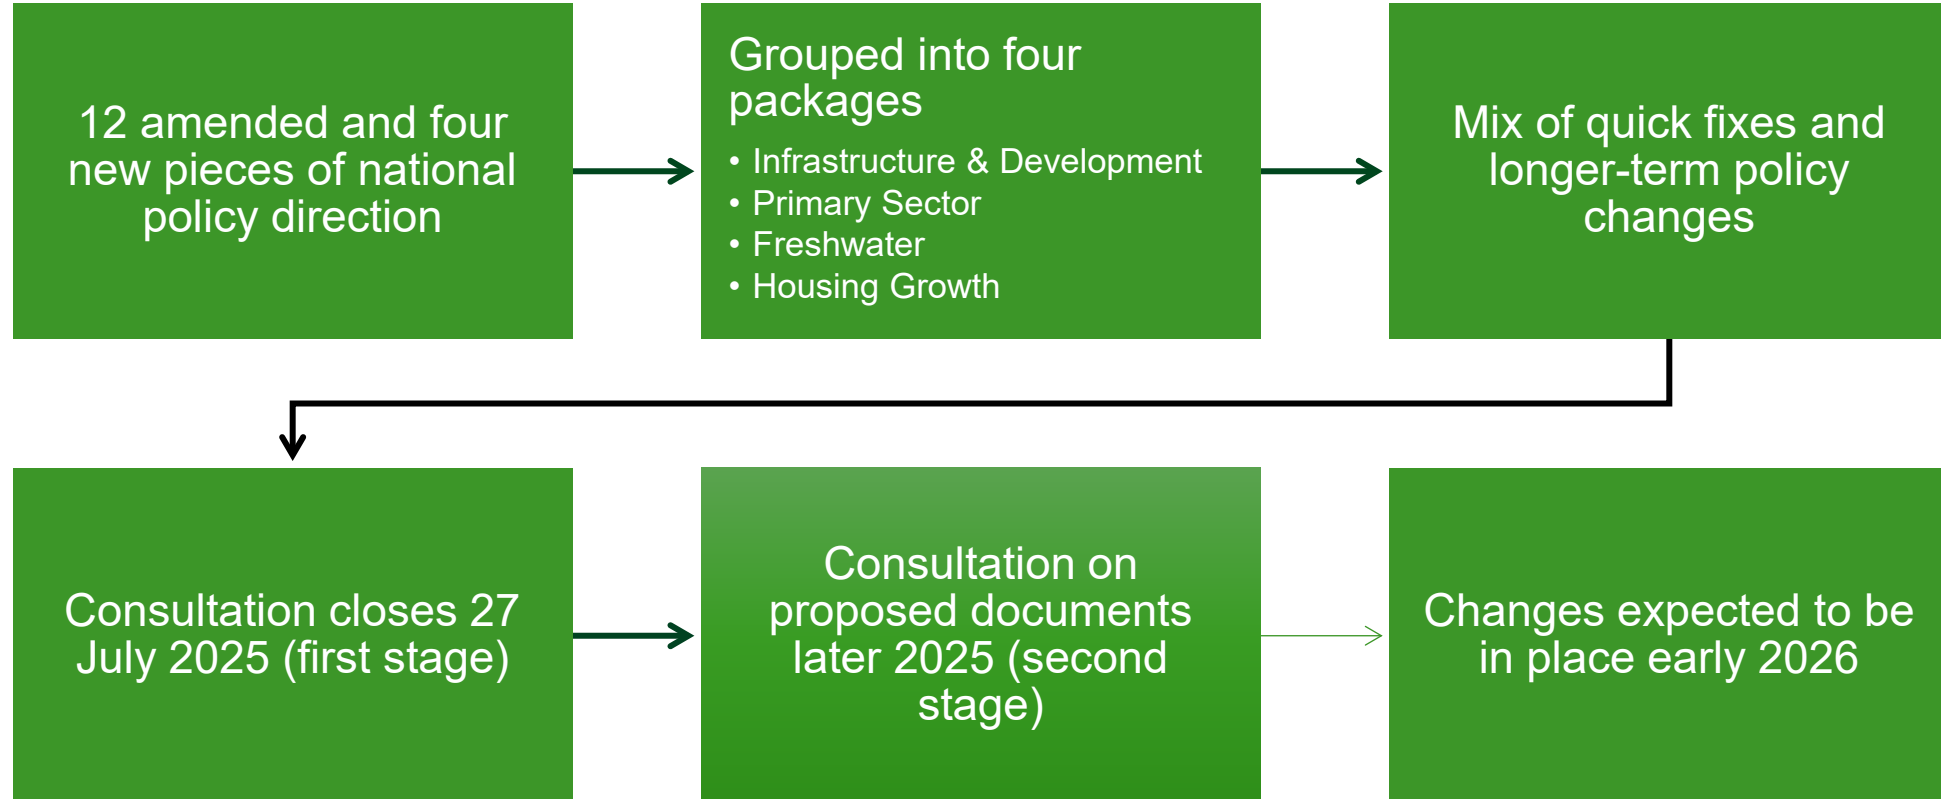 12 amended and four
new pieces of national
policy direction
Grouped into four
packages
• Infrastructure & Development
• Primary Sector
• Freshwater
• Housing Growth
Mix of quick fixes and
longer-term policy
changes
Consultation closes 27
July 2025 (first stage)
Consultation on
proposed documents
later 2025 (second
stage)
Changes expected to be
in place early 2026